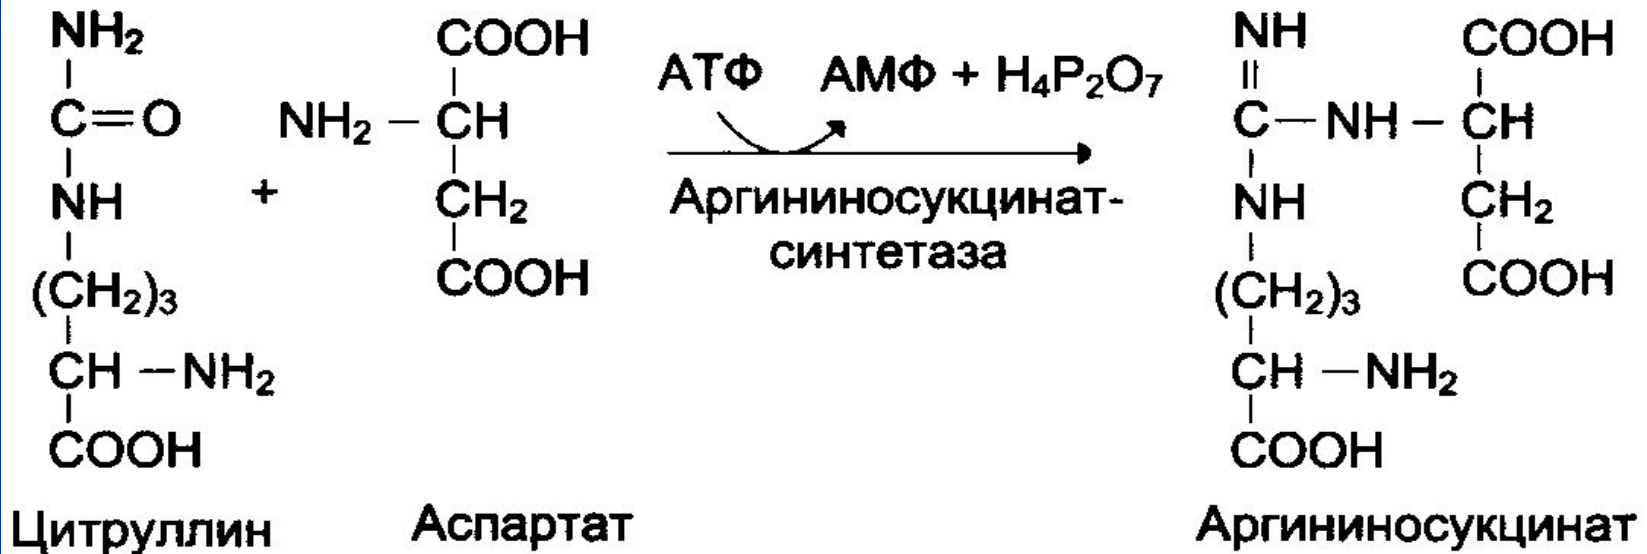 NH₂
C=O
NH
(CH₂)₃
CH – NH₂
COOH
Цитруллин
+
COOH
NH₂ – CH
CH₂
COOH
Аспартат
АТФ АМФ + H₄P₂O₇
Аргининосукцинат-
синтетаза
NH
C – NH – CH
NH
(CH₂)₃
CH – NH₂
COOH
COOH
CH₂
COOH
Аргининосукцинат